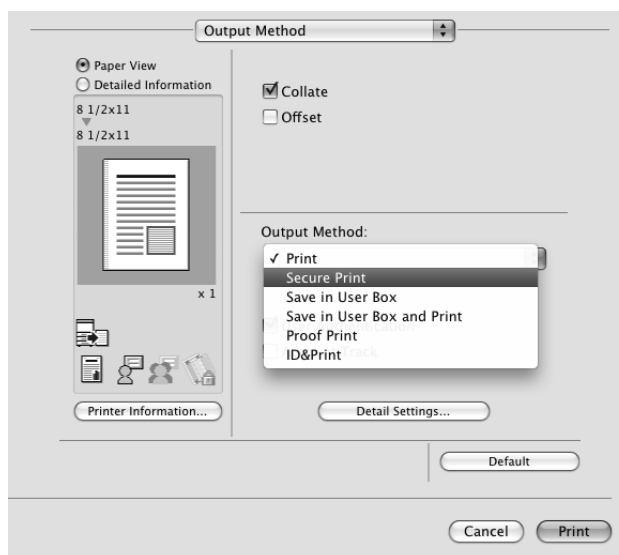 Output Method
Paper View
Detailed Information
8 1/2x11
8 1/2x11
x 1
Printer Information...
Collate
Offset
Output Method:
✓ Print
Secure Print
Save in User Box
Save in User Box and Print
Proof Print
ID&Print
Detail Settings...
Default
Cancel
Print